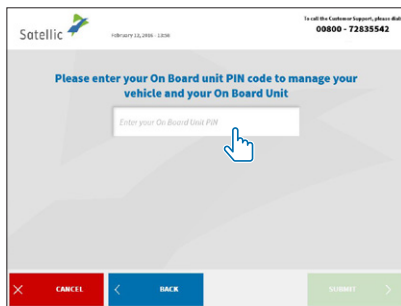 Satellic
February 12, 2016 - 13:56
To call the Customer Support, please dial:
00800 - 72835542
Please enter your On Board unit PIN code to manage your
vehicle and your On Board Unit
Enter your On Board Unit PIN
CANCEL
BACK
SUBMIT